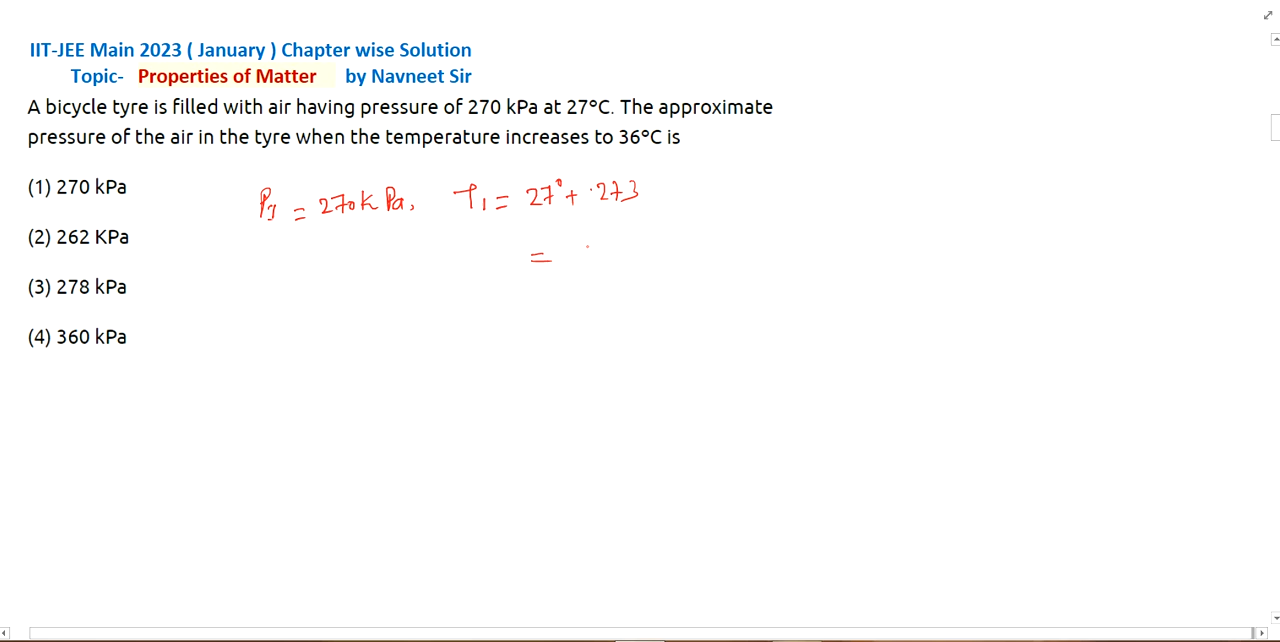 IIT-JEE Main 2023 ( January ) Chapter wise Solution
Topic- Properties of Matter by Navneet Sir
A bicycle tyre is filled with air having pressure of 270 kPa at 27°C. The approximate
pressure of the air in the tyre when the temperature increases to 36°C is
(1) 270 kPa
P₁ = 270 K Pa, T₁ = 27° + 273
(2) 262 KPa
=
(3) 278 kPa
(4) 360 kPa